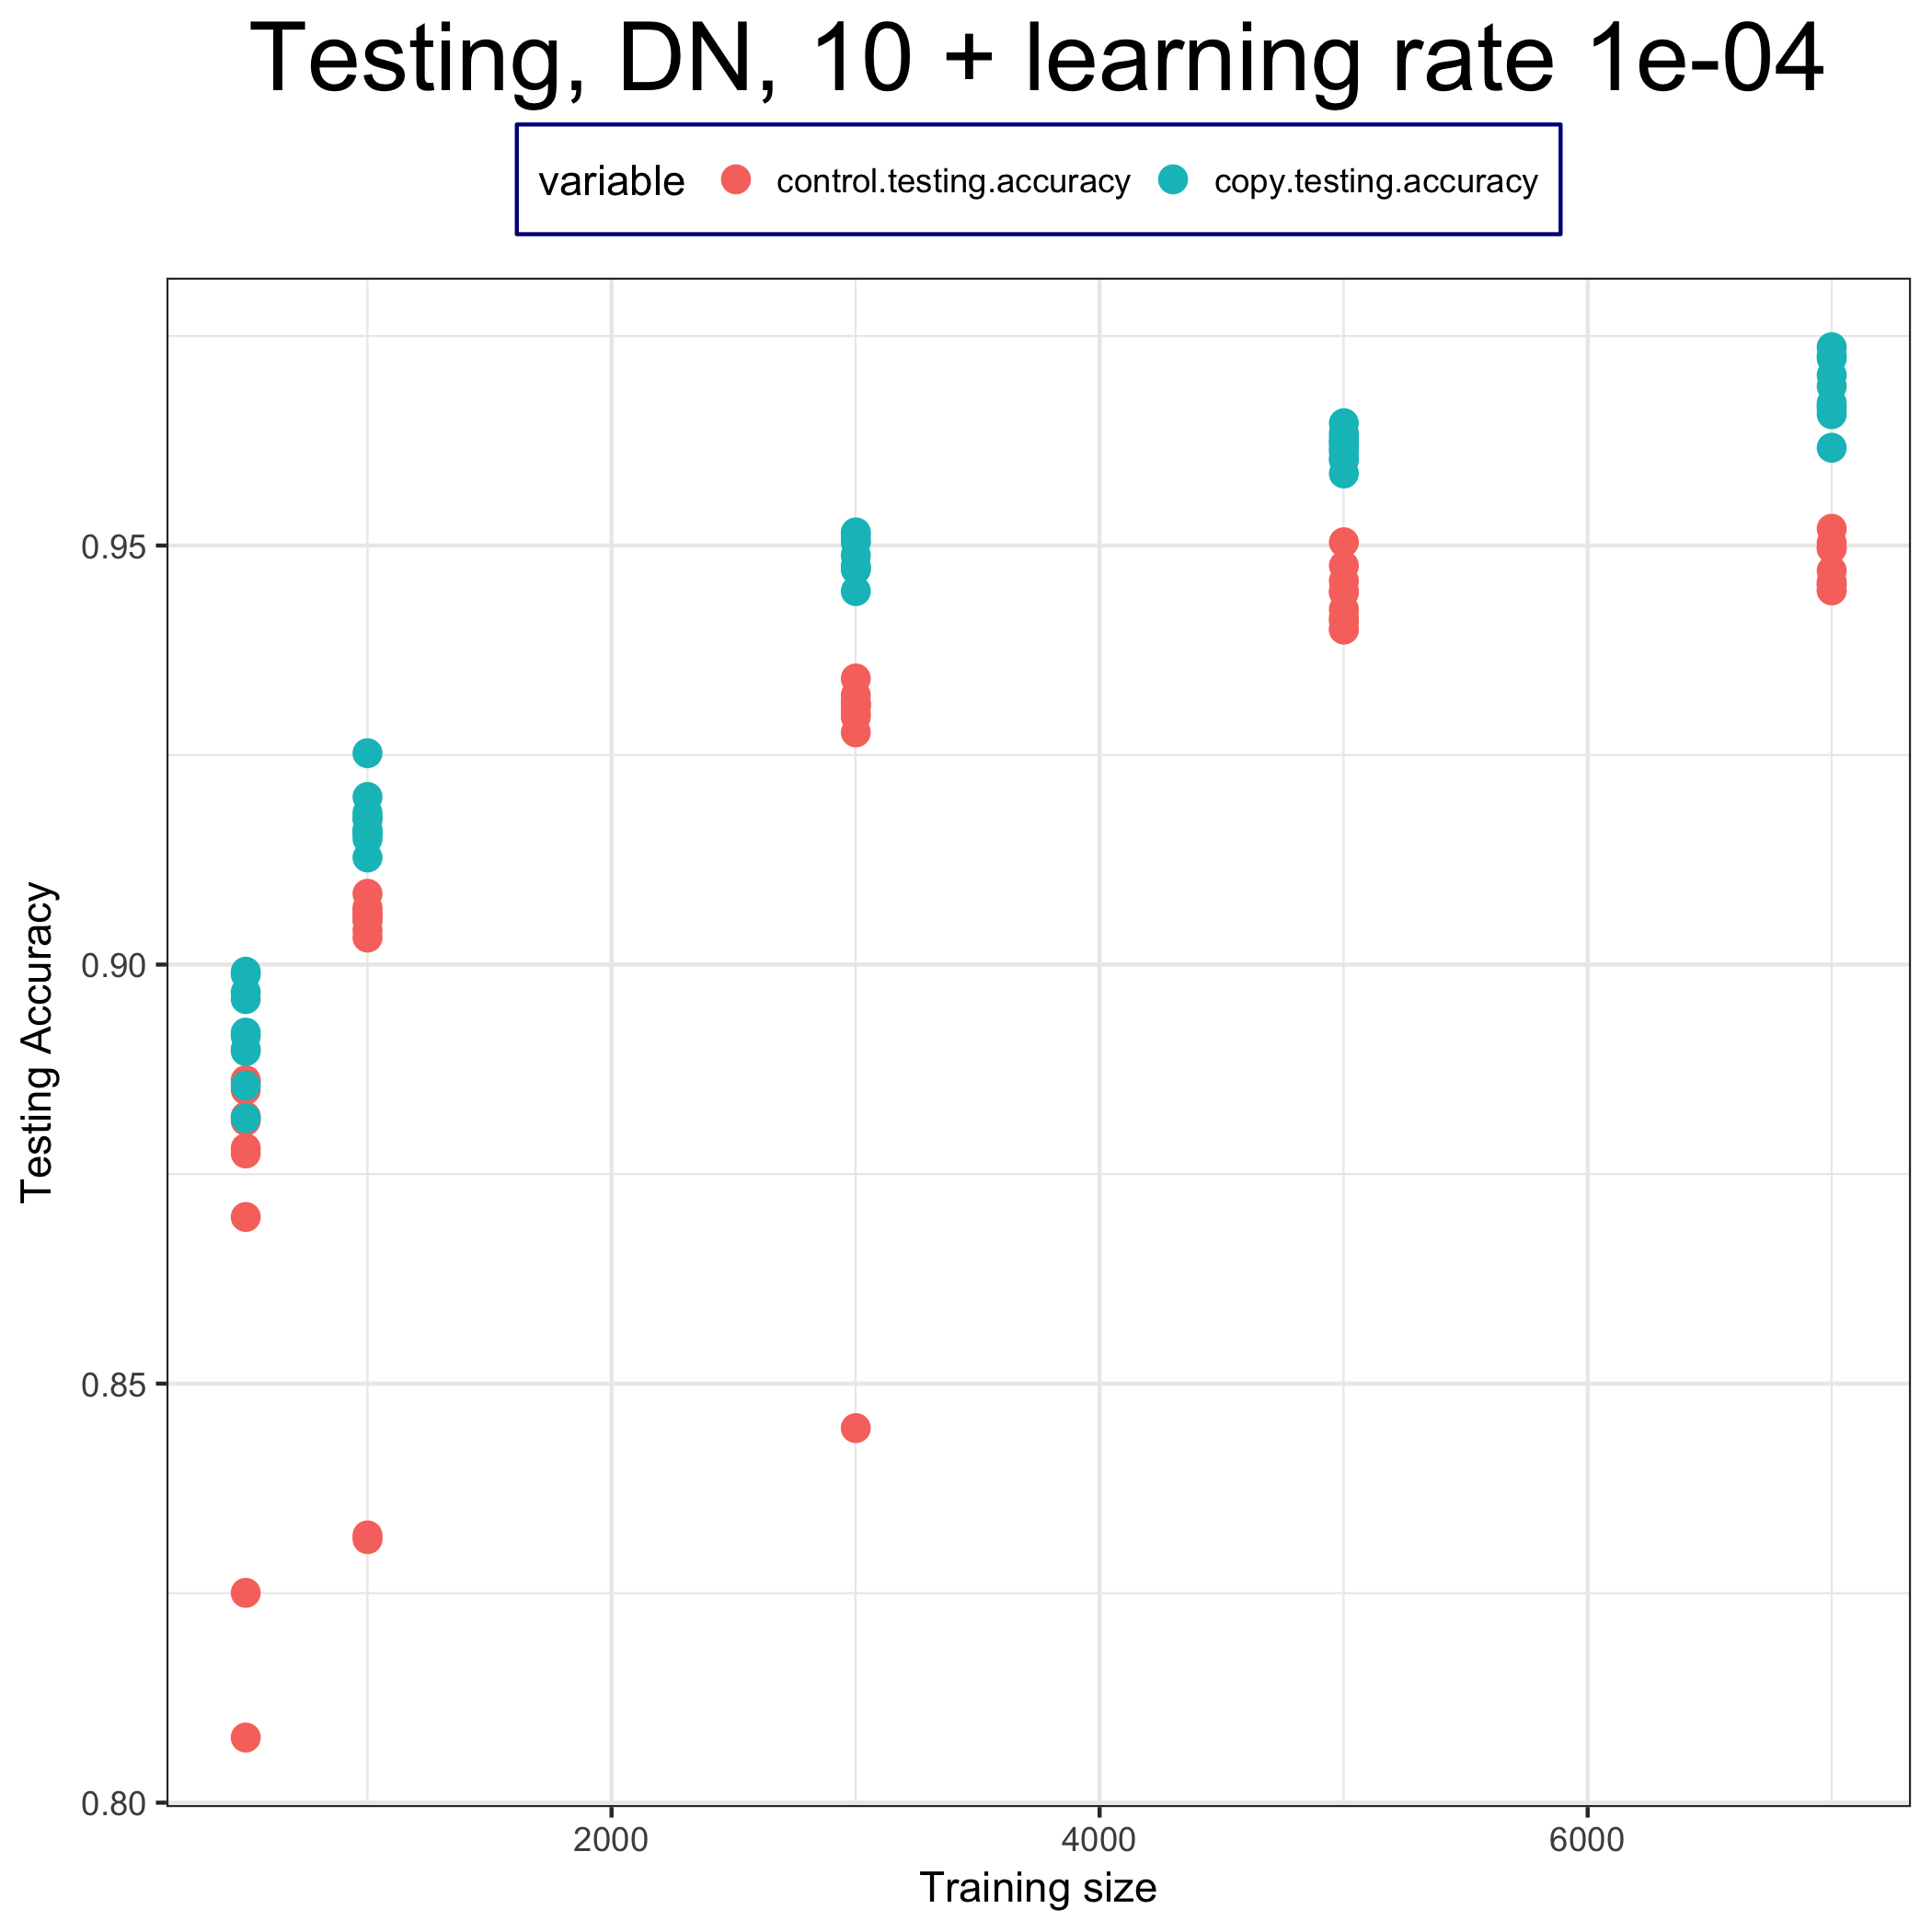 Testing, DN, 10 + learning rate 1e-04
variable control.testing.accuracy copy.testing.accuracy
0.95
0.90
0.85
0.80
Testing Accuracy
2000 4000 6000
Training size